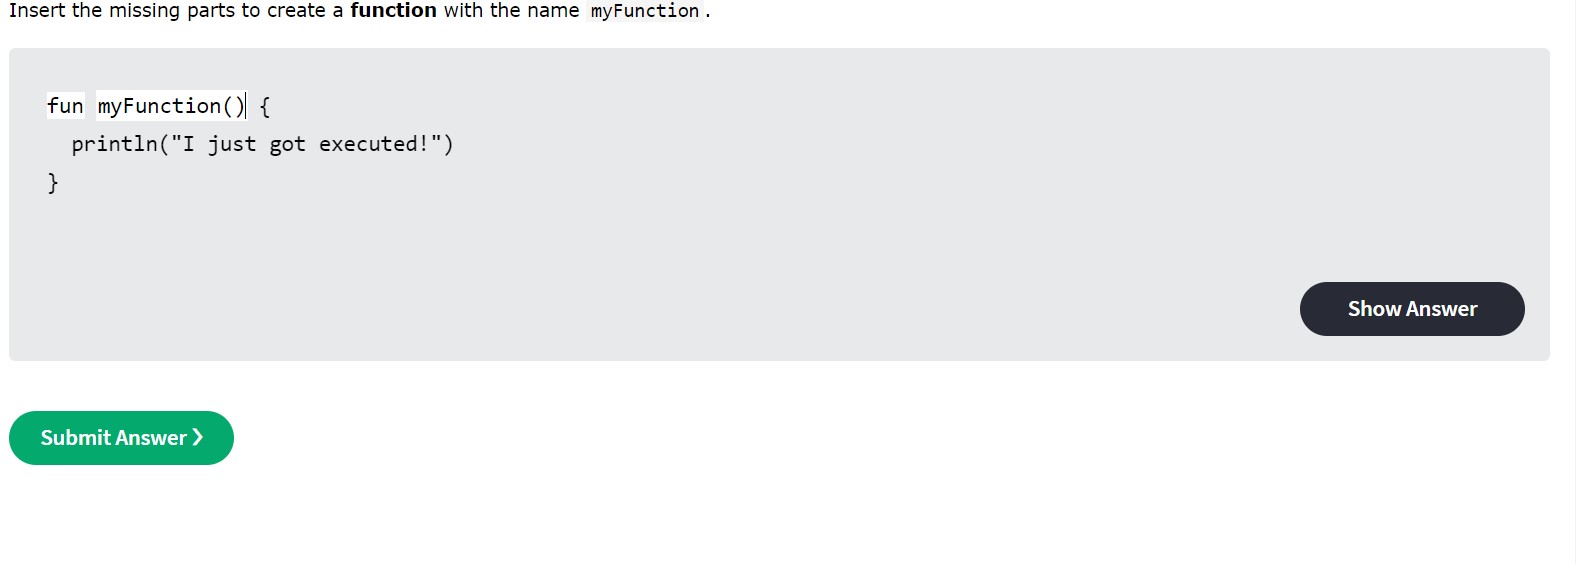 Insert the missing parts to create a function with the name myFunction.
fun myFunction() {
  println("I just got executed!")
}
Show Answer
Submit Answer ❯